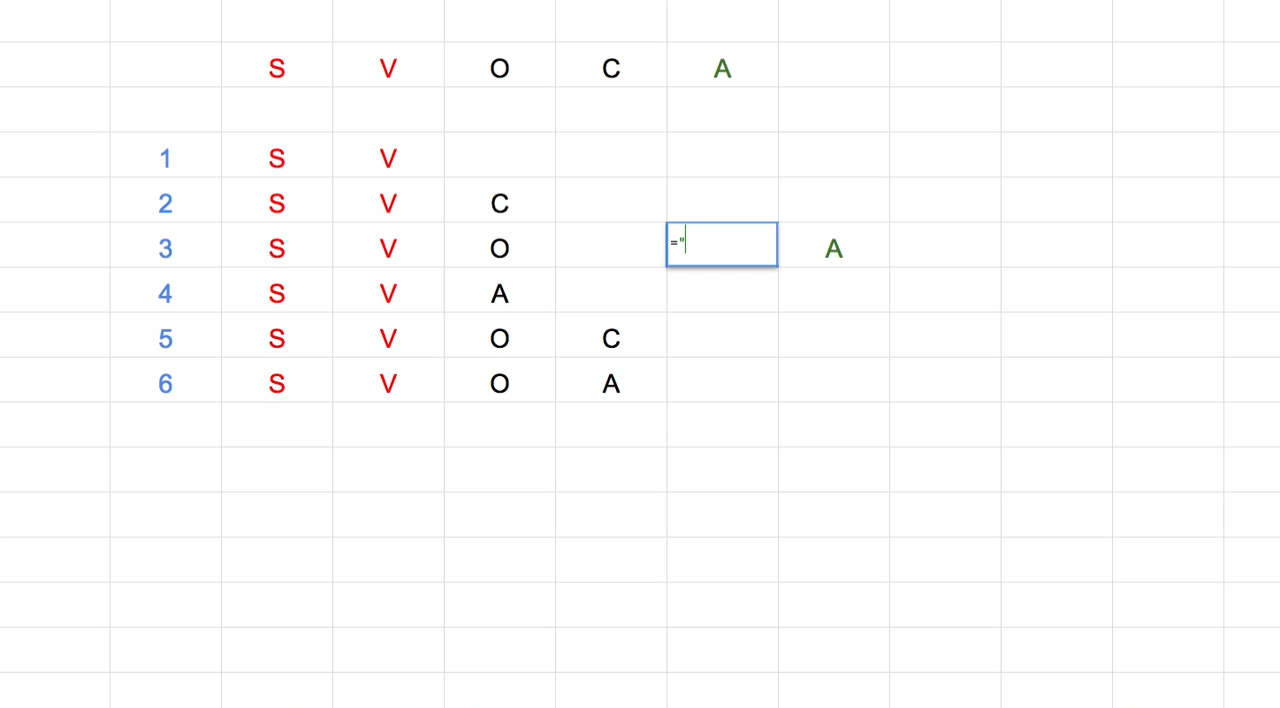 S V O C A
1 S V
2 S V C
3 S V O =" A
4 S V A
5 S V O C
6 S V O A